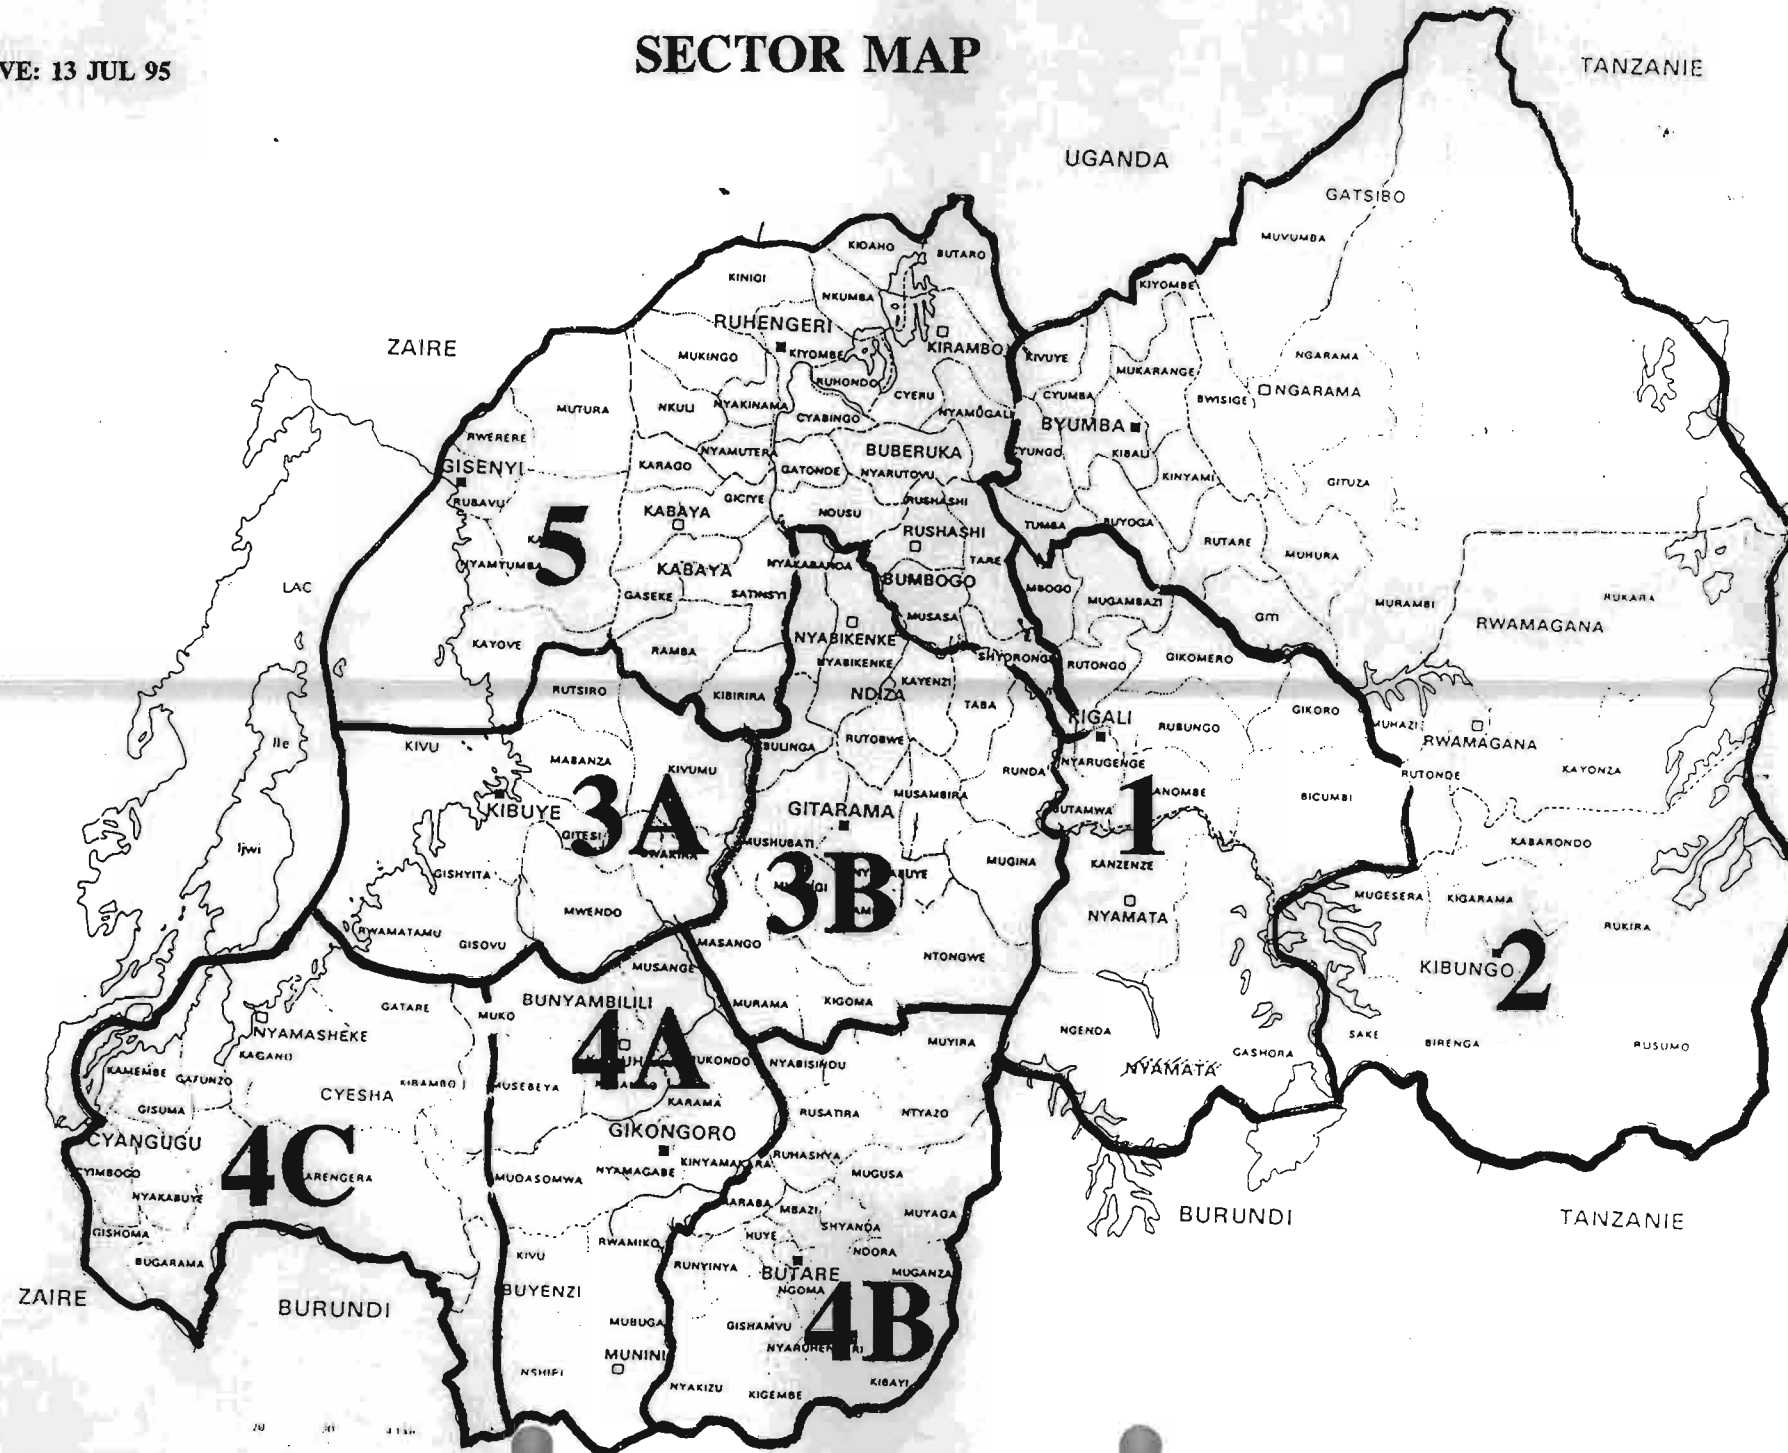 SECTOR MAP
VE: 13 JUL 95
TANZANIE
UGANDA
GATSIBO
MUVUMBA
KIDAHO
BUTARO
KINIGI
KIYOMBE
NKUMBA
RUHENGERI
ZAIRE
KIRAMBO
KIVUYE
NGARAMA
MUKINGO
KIYOMBE
MUKARANGE
RUHONDO
CYERU
CYUMBA
BWISIGE
NGARAMA
MUTURA
NKULI
NYAKINAMA
CYABINGO
NYAMUGALI
BYUMBA
RWERERE
NYAMUTERA
BUBERUKA
YUNGO
KIBALI
GISENYI
KARAGO
GATONDE
NYARUTOVU
KINYAMI
GITUZA
RUBAVU
GICIYE
RUSHASHI
KABAYA
NDUSU
RUSHASHI
TUMBA
BUYOGA
5
RUTARE
MUHURA
NYAMYUMBA
KABAYA
NYAKABANDA
TARE
BUMBOGO
LAC
GASEKE
SATINSYI
MBOGO
MUGAMBAZI
MURAMBI
RUKARA
MUSASA
GITI
RWAMAGANA
KAYOVE
RAMBA
NYABIKENKE
SHYORONGI
RUTONGO
GIKOMERO
NYABIKENKE
RUTSIRO
KIBIRIRA
NDIZA
KAYENZI
TABA
KIGALI
RUBUNGO
GIKORO
MUHAZI
RWAMAGANA
Ile
KIVU
BULINGA
RUTOBWE
MABANZA
KIVUMU
RUNDA
NYARUGENGE
RUTONDE
KAYONZA
KIBUYE
3A
GITARAMA
MUSAMBIRA
BUTAMWA
1
ANOMBE
BICUMBI
Ijwi
GITESI
MUSHUBATI
MUGINA
KANZENZE
KABARONDO
GISHYITA
3B
MUGESERA
KIGARAMA
MWENDO
NYAMATA
RWAMATAMU
GISOVU
MASANGO
NTONGWE
RUKIRA
MUSANGE
KIBUNGO
2
GATARE
BUNYAMBILILI
MURAMA
KIGOMA
MUKO
NYAMASHEKE
4A
MUYIRA
NGENDA
SAKE
BIRENGA
RUSUMO
KAGANO
UKONDO
NYABISINDU
GASHORA
KAMEMBE
GAFUNZO
KIRAMBO
MUSEBEYA
NYAMATA
CYESHA
KARAMA
GISUMA
RUSATIRA
NTYAZO
CYANGUGU
GIKONGORO
4C
KINYAMAKARA
RUHASHYA
CYIMBOGO
ARENGERA
MUDASOMWA
NYAMAGABE
MUGUSA
NYAKABUYE
ARABA
MBAZI
MUYAGA
BURUNDI
TANZANIE
GISHOMA
SHYANDA
RWAMIKO
HUYE
NDORA
BUGARAMA
KIVU
RUNYINYA
BUTARE
MUGANZA
ZAIRE
BURUNDI
BUYENZI
NGOMA
4B
MUBUGA
GISHAMVU
MUNINI
NSHILI
NYAKIZU
KIGEMBE
KIBAYI